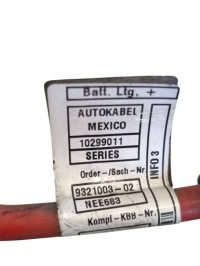 Batt. Ltg, +
AUTOKABEL
MEXICO
10299011
SERIES
Order-/Sach-Nr
9321003-02
NEE683
Kompl-KBB-Nr.
INFO 3